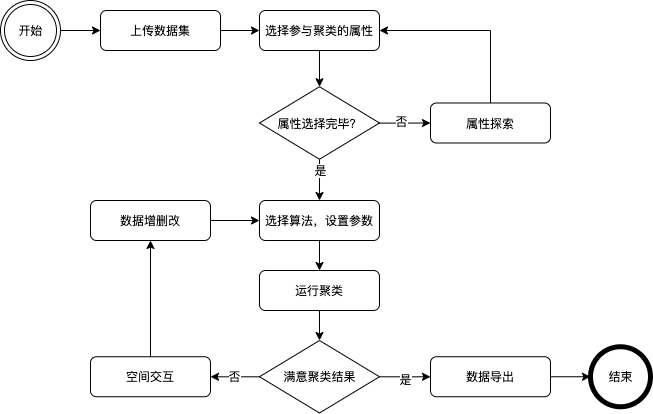 开始
上传数据集
选择参与聚类的属性
属性选择完毕?
否
属性探索
是
数据增删改
选择算法，设置参数
运行聚类
空间交互
否
满意聚类结果
是
数据导出
结束